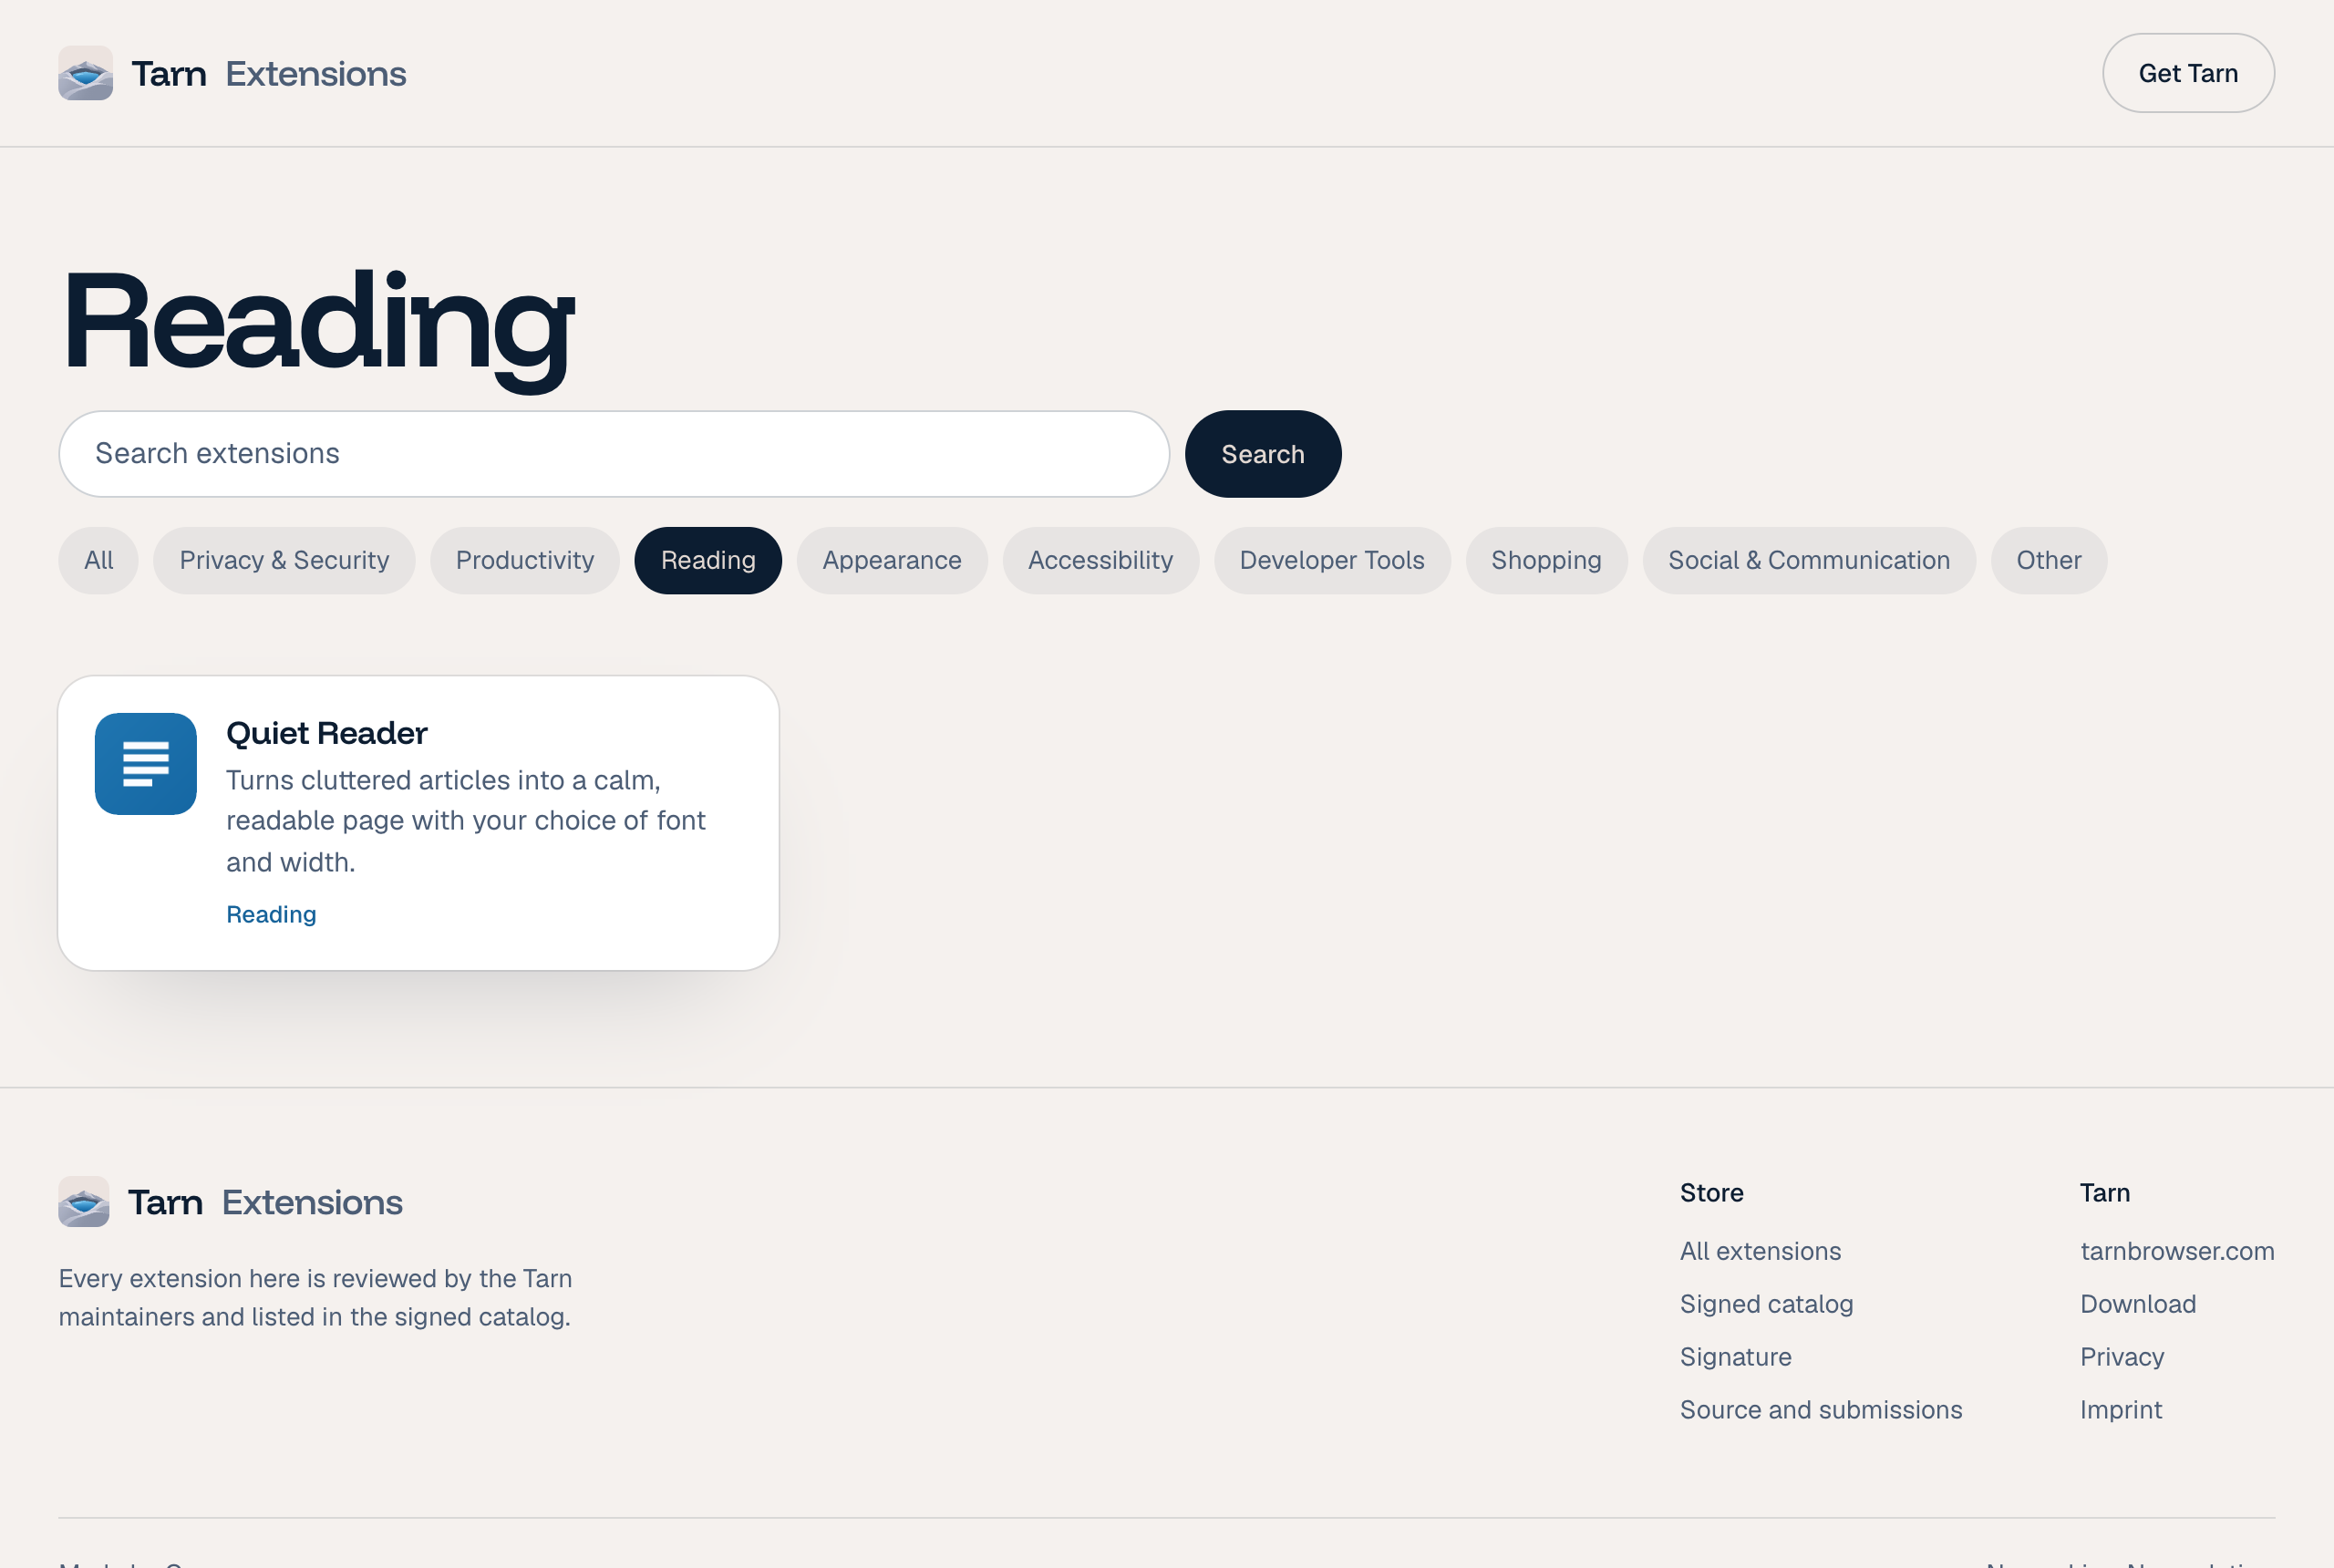 Tarn Extensions
Get Tarn
Reading
Search extensions
Search
All
Privacy & Security
Productivity
Reading
Appearance
Accessibility
Developer Tools
Shopping
Social & Communication
Other
Quiet Reader
Turns cluttered articles into a calm,
readable page with your choice of font
and width.
Reading
Tarn Extensions
Every extension here is reviewed by the Tarn
maintainers and listed in the signed catalog.
Store
All extensions
Signed catalog
Signature
Source and submissions
Tarn
tarnbrowser.com
Download
Privacy
Imprint